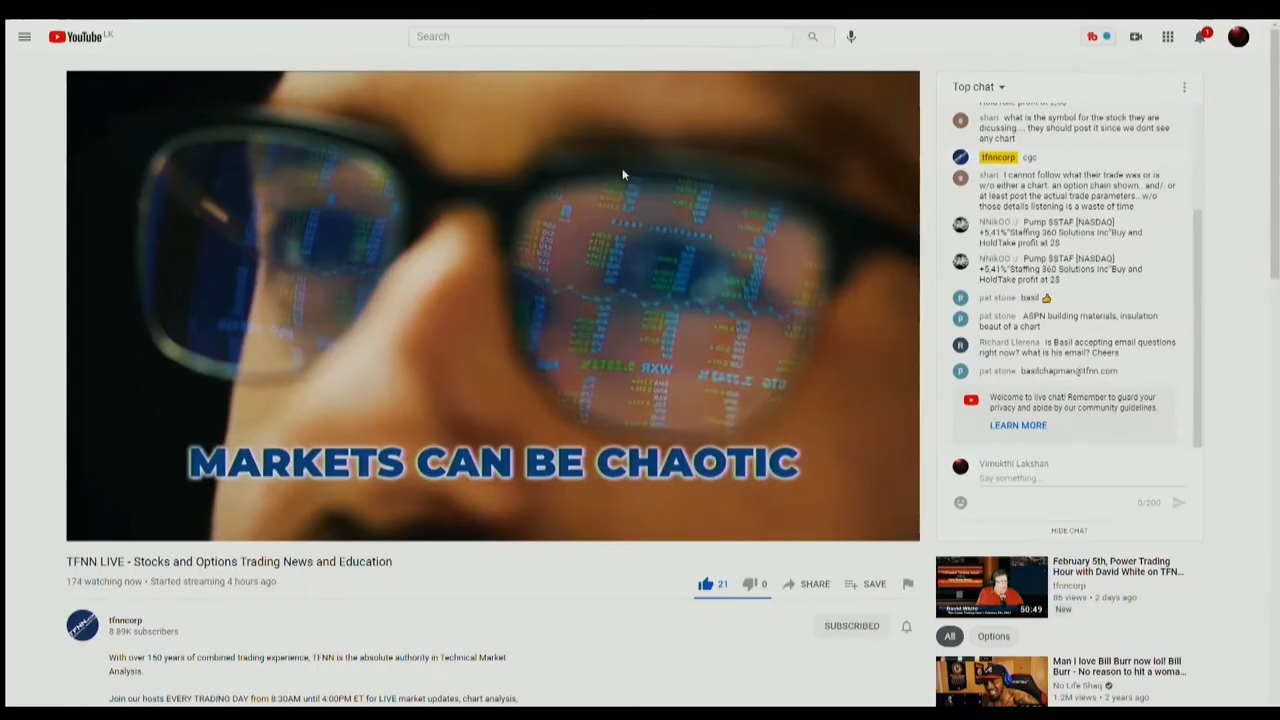 YouTube LK
Search
1
Top chat
shari what is the symbol for the stock they are
dicussing.... they should post it since we dont see
any chart
tfnncorp cgc
shari I cannot follow what their trade was or is
w/o either a chart. an option chain shown.. and/. or
at least post the actual trade parameters...w/o
those details listening is a waste of time
NNikOO :/ Pump $STAF [NASDAQ]
+5,41%"Staffing 360 Solutions Inc"Buy and
HoldTake profit at 2$
NNikOO :/ Pump $STAF [NASDAQ]
+5,41%"Staffing 360 Solutions Inc"Buy and
HoldTake profit at 2$
pat stone basil 👍
pat stone ASPN building materials, insulation
beaut of a chart
Richard Llerena is Basil accepting email questions
right now? what is his email? Cheers
pat stone basilchapman@tfnn.com
Welcome to live chat! Remember to guard your
privacy and abide by our community guidelines.
LEARN MORE
Vimukthi Lakshan
Say something...
0/200
HIDE CHAT
MARKETS CAN BE CHAOTIC
TFNN LIVE - Stocks and Options Trading News and Education
174 watching now • Started streaming 4 hours ago
21 0 SHARE SAVE
tfnncorp
8.89K subscribers
SUBSCRIBED
With over 150 years of combined trading experience, TFNN is the absolute authority in Technical Market
Analysis.
Join our hosts EVERY TRADING DAY from 8:30AM until 4:00PM ET for LIVE market updates, chart analysis,
February 5th, Power Trading
Hour with David White on TFN...
tfnncorp
86 views • 2 days ago
New
David White
50:49
All Options
Man I love Bill Burr now lol! Bill
Burr - No reason to hit a woma...
No Life Shaq
1.2M views • 2 years ago